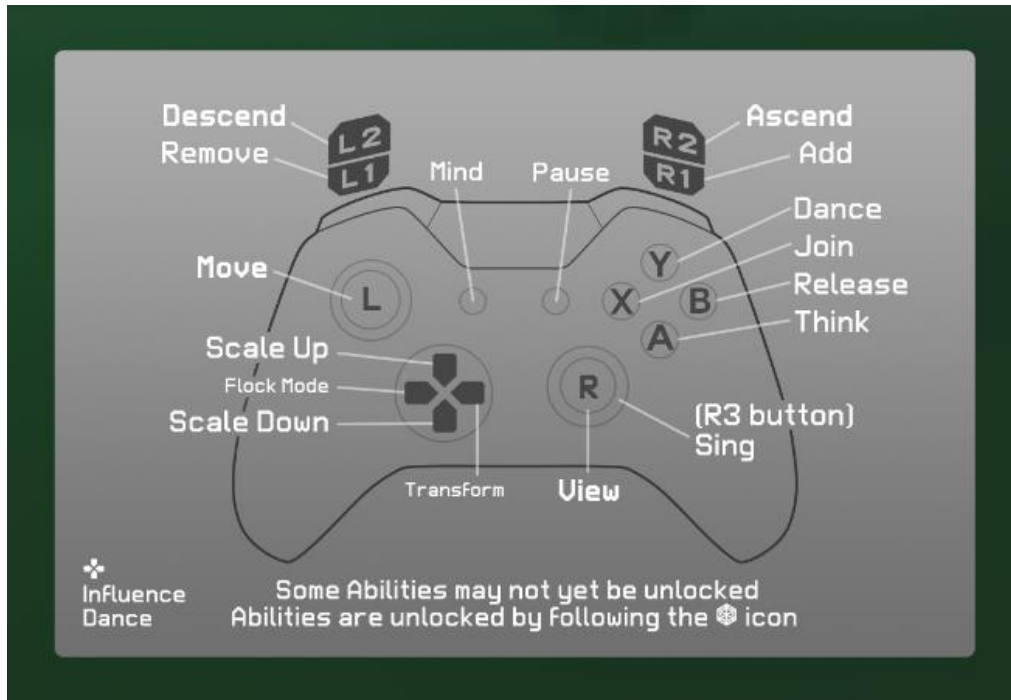 Descend
Remove
L2
L1
Mind
Pause
R2
R1
Ascend
Add
Dance
Join
Release
Think
Y
X
B
A
Move
L
Scale Up
Flock Mode
Scale Down
Transform
R
View
(R3 button)
Sing
Influence
Dance
Some Abilities may not yet be unlocked
Abilities are unlocked by following the icon